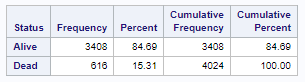 Status Frequency Percent Cumulative Frequency Cumulative Percent
Alive 3408 84.69 3408 84.69
Dead 616 15.31 4024 100.00